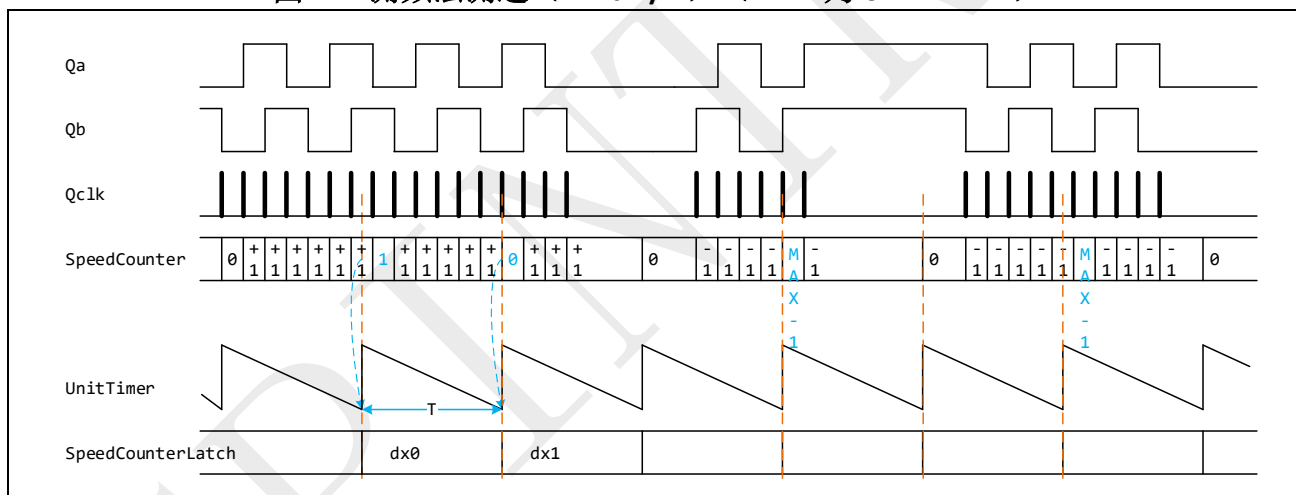 Qa
Qb
Qclk
SpeedCounter 0 +1 +1 +1 +1 +1 +1 +1 1 +1 +1 +1 +1 +1 0 +1 +1 +1 0 -1 -1 -1 -1 MAX-1 -1 0 -1 -1 -1 -1 -1 MAX-1 -1 -1 -1 -1 0
UnitTimer
T
SpeedCounterLatch dx0 dx1